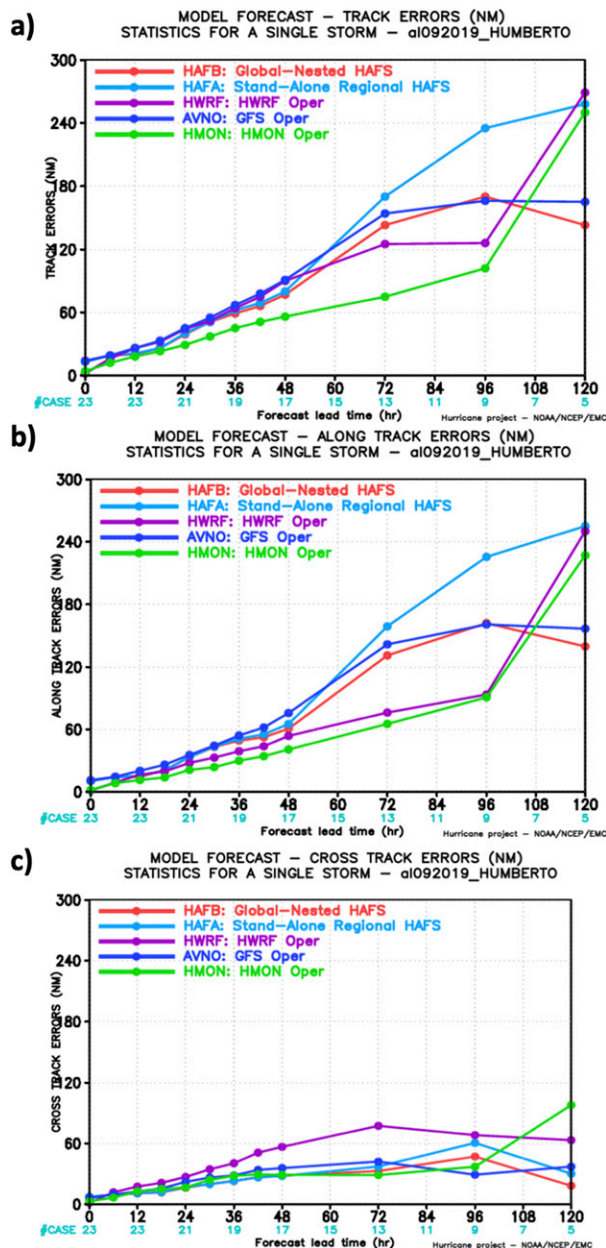 a)
MODEL FORECAST – TRACK ERRORS (NM)
STATISTICS FOR A SINGLE STORM – al092019_HUMBERTO
300
240
180
120
60
0
TRACK ERRORS (NM)
HAFB: Global–Nested HAFS
HAFA: Stand–Alone Regional HAFS
HWRF: HWRF Oper
AVNO: GFS Oper
HMON: HMON Oper
0 12 24 36 48 60 72 84 96 108 120
#CASE 23 23 21 19 17 15 13 11 9 7 5
Forecast lead time (hr)
Hurricane project – NOAA/NCEP/EMC
b)
MODEL FORECAST – ALONG TRACK ERRORS (NM)
STATISTICS FOR A SINGLE STORM – al092019_HUMBERTO
300
240
180
120
60
0
ALONG TRACK ERRORS (NM)
HAFB: Global–Nested HAFS
HAFA: Stand–Alone Regional HAFS
HWRF: HWRF Oper
AVNO: GFS Oper
HMON: HMON Oper
0 12 24 36 48 60 72 84 96 108 120
#CASE 23 23 21 19 17 15 13 11 9 7 5
Forecast lead time (hr)
Hurricane project – NOAA/NCEP/EMC
c)
MODEL FORECAST – CROSS TRACK ERRORS (NM)
STATISTICS FOR A SINGLE STORM – al092019_HUMBERTO
300
240
180
120
60
0
CROSS TRACK ERRORS (NM)
HAFB: Global–Nested HAFS
HAFA: Stand–Alone Regional HAFS
HWRF: HWRF Oper
AVNO: GFS Oper
HMON: HMON Oper
0 12 24 36 48 60 72 84 96 108 120
#CASE 23 23 21 19 17 15 13 11 9 7 5
Forecast lead time (hr)
Hurricane project – NOAA/NCEP/EMC